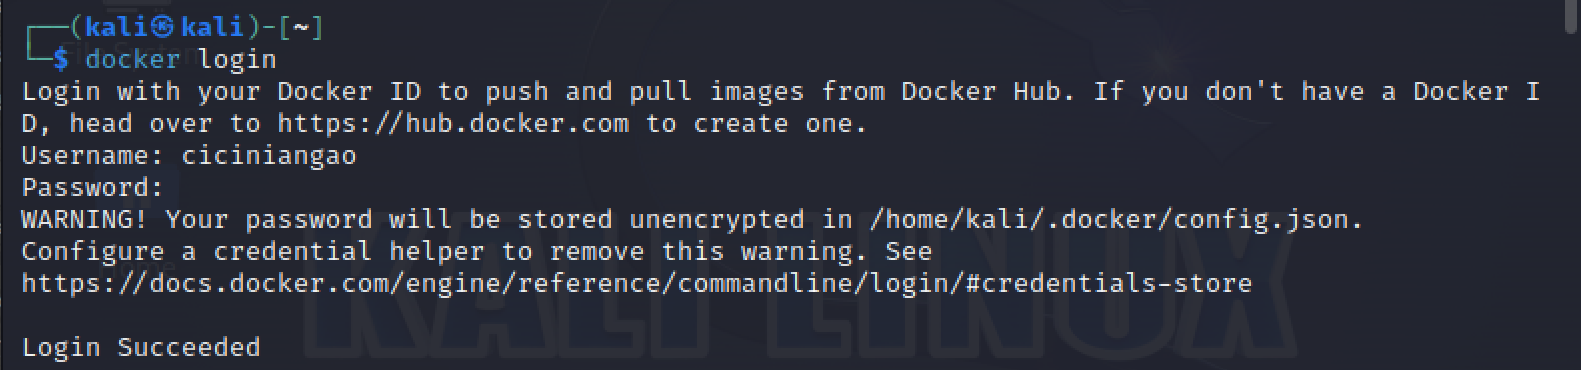 ┌──(kali㉿kali)-[~]
└─$ docker login
Login with your Docker ID to push and pull images from Docker Hub. If you don't have a Docker I
D, head over to https://hub.docker.com to create one.
Username: ciciniangao
Password:
WARNING! Your password will be stored unencrypted in /home/kali/.docker/config.json.
Configure a credential helper to remove this warning. See
https://docs.docker.com/engine/reference/commandline/login/#credentials-store

Login Succeeded
KALI LINUX